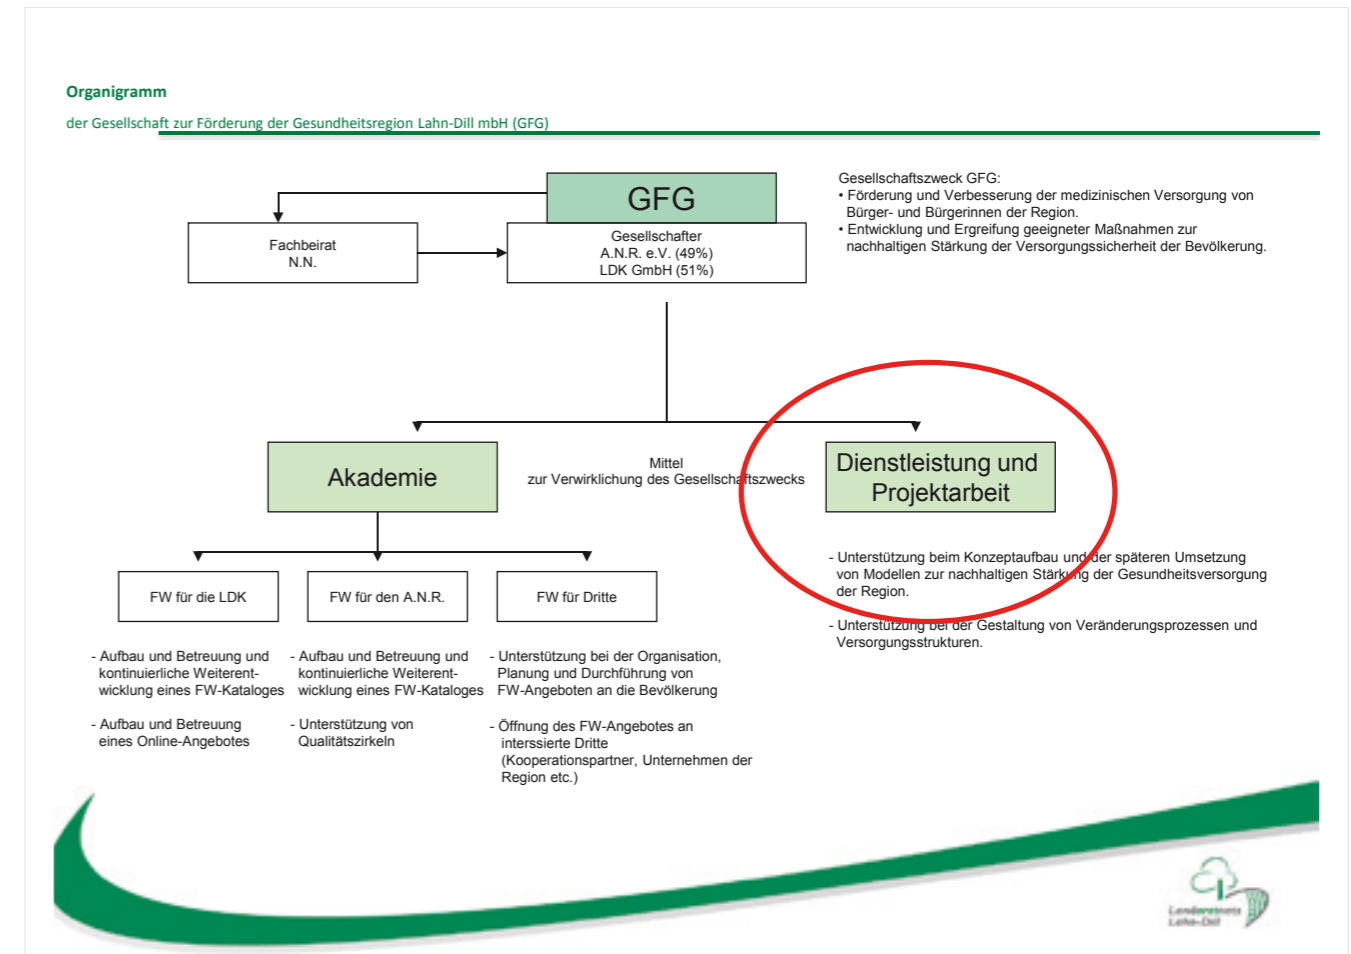 Organigramm
der Gesellschaft zur Förderung der Gesundheitsregion Lahn-Dill mbH (GFG)
GFG
Gesellschafter
A.N.R. e.V. (49%)
LDK GmbH (51%)
Fachbeirat
N.N.
Gesellschaftszweck GFG:
• Förderung und Verbesserung der medizinischen Versorgung von
Bürger- und Bürgerinnen der Region.
• Entwicklung und Ergreifung geeigneter Maßnahmen zur
nachhaltigen Stärkung der Versorgungssicherheit der Bevölkerung.
Akademie
Mittel
zur Verwirklichung des Gesellschaftszwecks
Dienstleistung und
Projektarbeit
- Unterstützung beim Konzeptaufbau und der späteren Umsetzung
von Modellen zur nachhaltigen Stärkung der Gesundheitsversorgung
der Region.
- Unterstützung bei der Gestaltung von Veränderungsprozessen und
Versorgungsstrukturen.
FW für die LDK
FW für den A.N.R.
FW für Dritte
- Aufbau und Betreuung und
kontinuierliche Weiterent-
wicklung eines FW-Kataloges
- Aufbau und Betreuung
eines Online-Angebotes
- Aufbau und Betreuung und
kontinuierliche Weiterent-
wicklung eines FW-Kataloges
- Unterstützung von
Qualitätszirkeln
- Unterstützung bei der Organisation,
Planung und Durchführung von
FW-Angeboten an die Bevölkerung
- Öffnung des FW-Angebotes an
interssierte Dritte
(Kooperationspartner, Unternehmen der
Region etc.)
Landarztnetz
Lahn-Dill